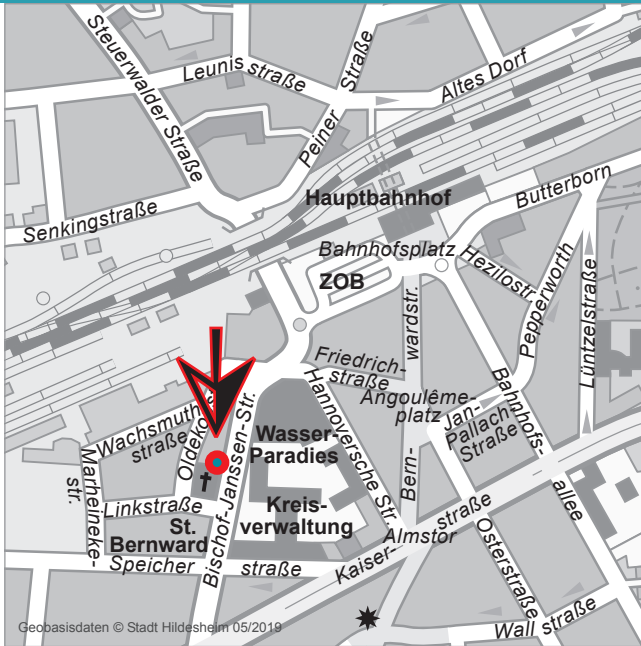 Steuerwalder Straße
Leunisstraße
Peiner Straße
Altes Dorf
Senkingstraße
Hauptbahnhof
Butterborn
Bahnhofsplatz
Hezilostr.
ZOB
Pepperworth
Lüntzelstraße
Friedrich-
straße
Bern-
wardstr.
Angoulême-
platz
Jan-
Pallach-
Straße
Bahnhofs-
allee
Wachsmuth-
straße
Bischof-Janssen-Str.
Hannoversche Str.
Wasser-
Paradies
Marheineke-
str.
Linkstraße
St.
Bernward
Kreis-
verwaltung
Almstor
Kaiser-
straße
Osterstraße
Speicher
straße
Wall straße
Geobasisdaten © Stadt Hildesheim 05/2019